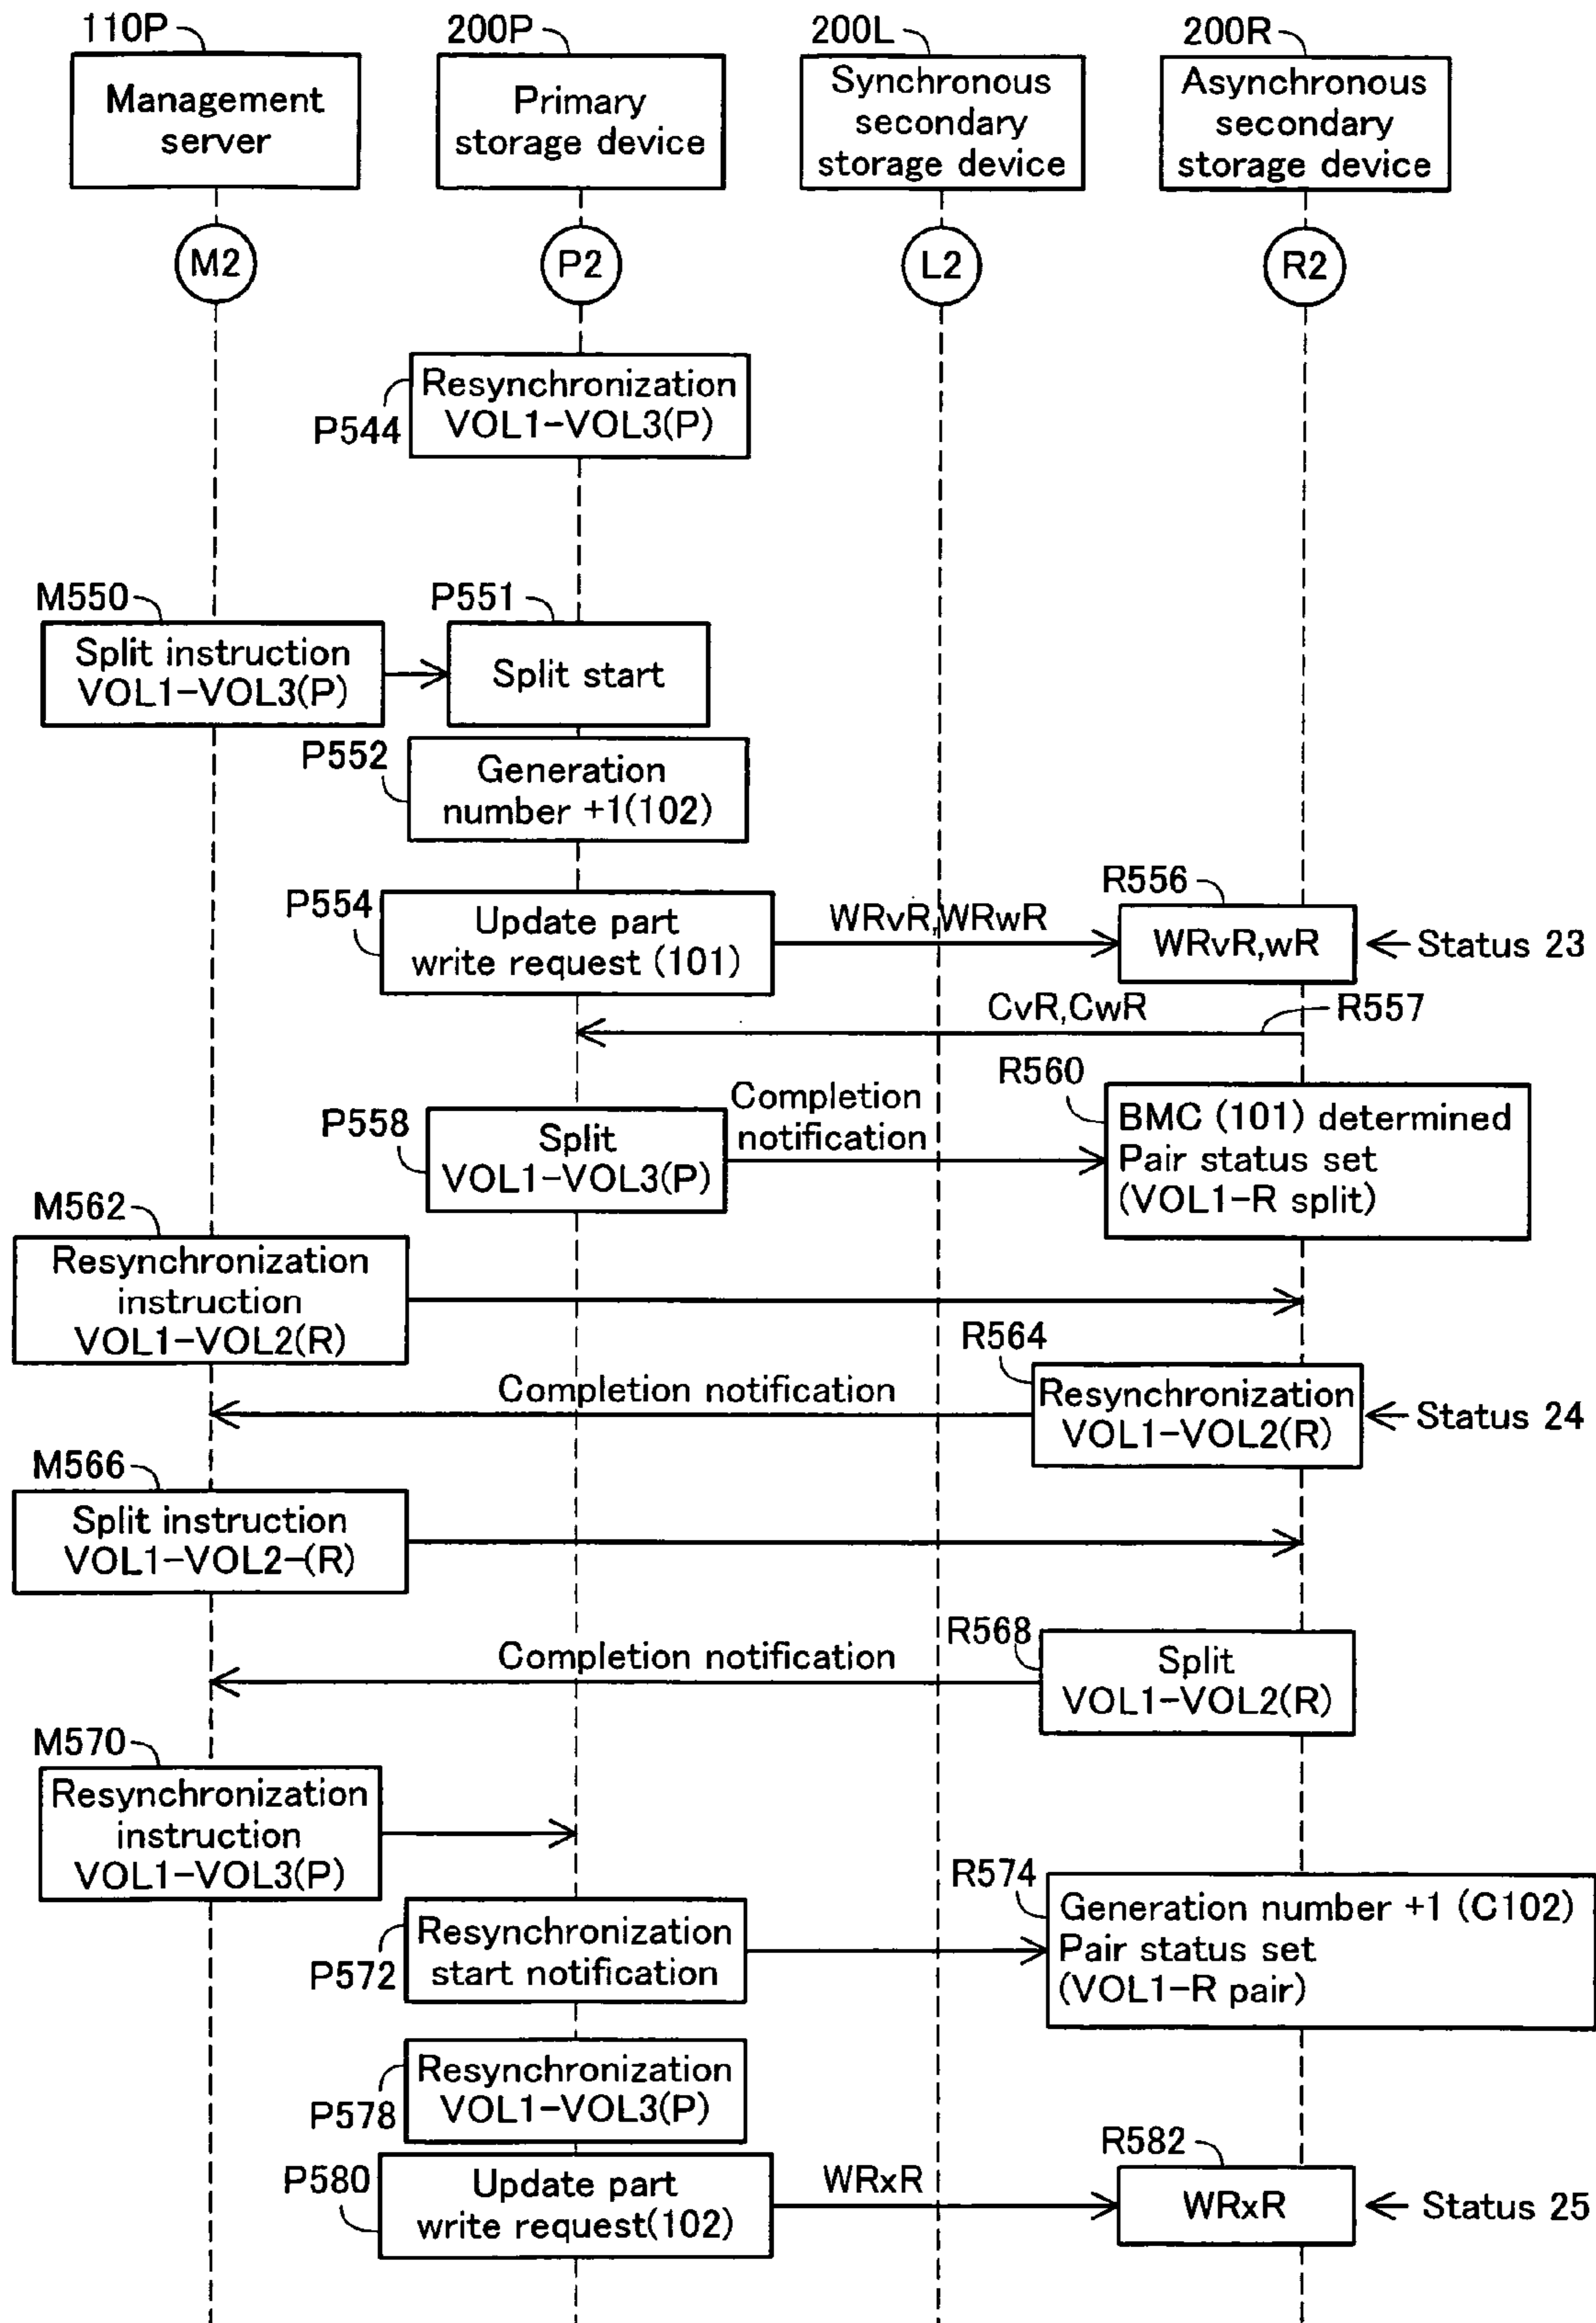 110P
200P
200L
200R
Management
server
Primary
storage device
Synchronous
secondary
storage device
Asynchronous
secondary
storage device
M2
P2
L2
R2
P544
Resynchronization
VOL1-VOL3(P)
M550
Split instruction
VOL1-VOL3(P)
P551
Split start
P552
Generation
number +1(102)
P554
Update part
write request (101)
WRvR,WRwR
R556
WRvR,wR
Status 23
CvR,CwR
R557
P558
Split
VOL1-VOL3(P)
Completion
notification
R560
BMC (101) determined
Pair status set
(VOL1-R split)
M562
Resynchronization
instruction
VOL1-VOL2(R)
R564
Resynchronization
VOL1-VOL2(R)
Completion notification
Status 24
M566
Split instruction
VOL1-VOL2-(R)
R568
Split
VOL1-VOL2(R)
Completion notification
M570
Resynchronization
instruction
VOL1-VOL3(P)
P572
Resynchronization
start notification
R574
Generation number +1 (C102)
Pair status set
(VOL1-R pair)
P578
Resynchronization
VOL1-VOL3(P)
P580
Update part
write request(102)
WRxR
R582
WRxR
Status 25